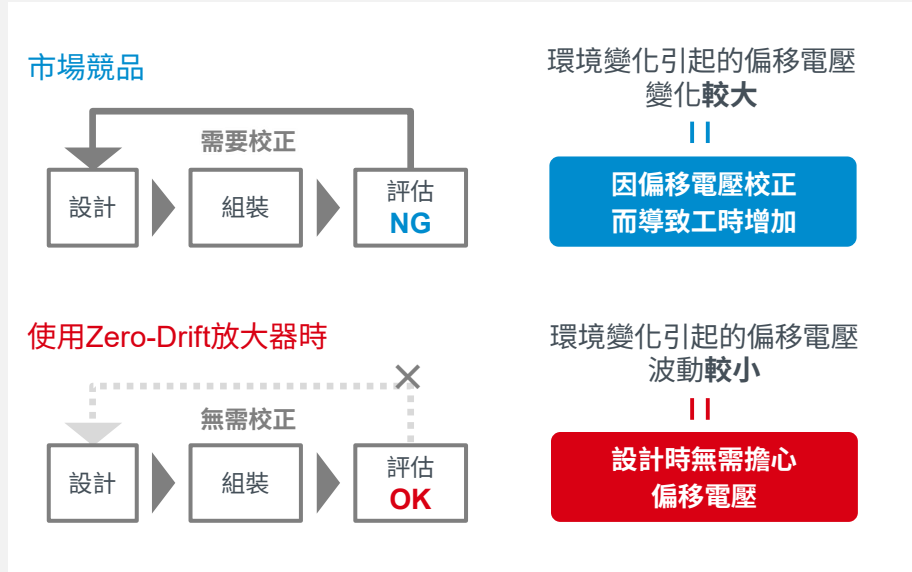 市場競品
需要校正
設計
組裝
評估
NG
環境變化引起的偏移電壓
變化較大
因偏移電壓校正
而導致工時增加
使用Zero-Drift放大器時
無需校正
設計
組裝
評估
OK
環境變化引起的偏移電壓
波動較小
設計時無需擔心
偏移電壓